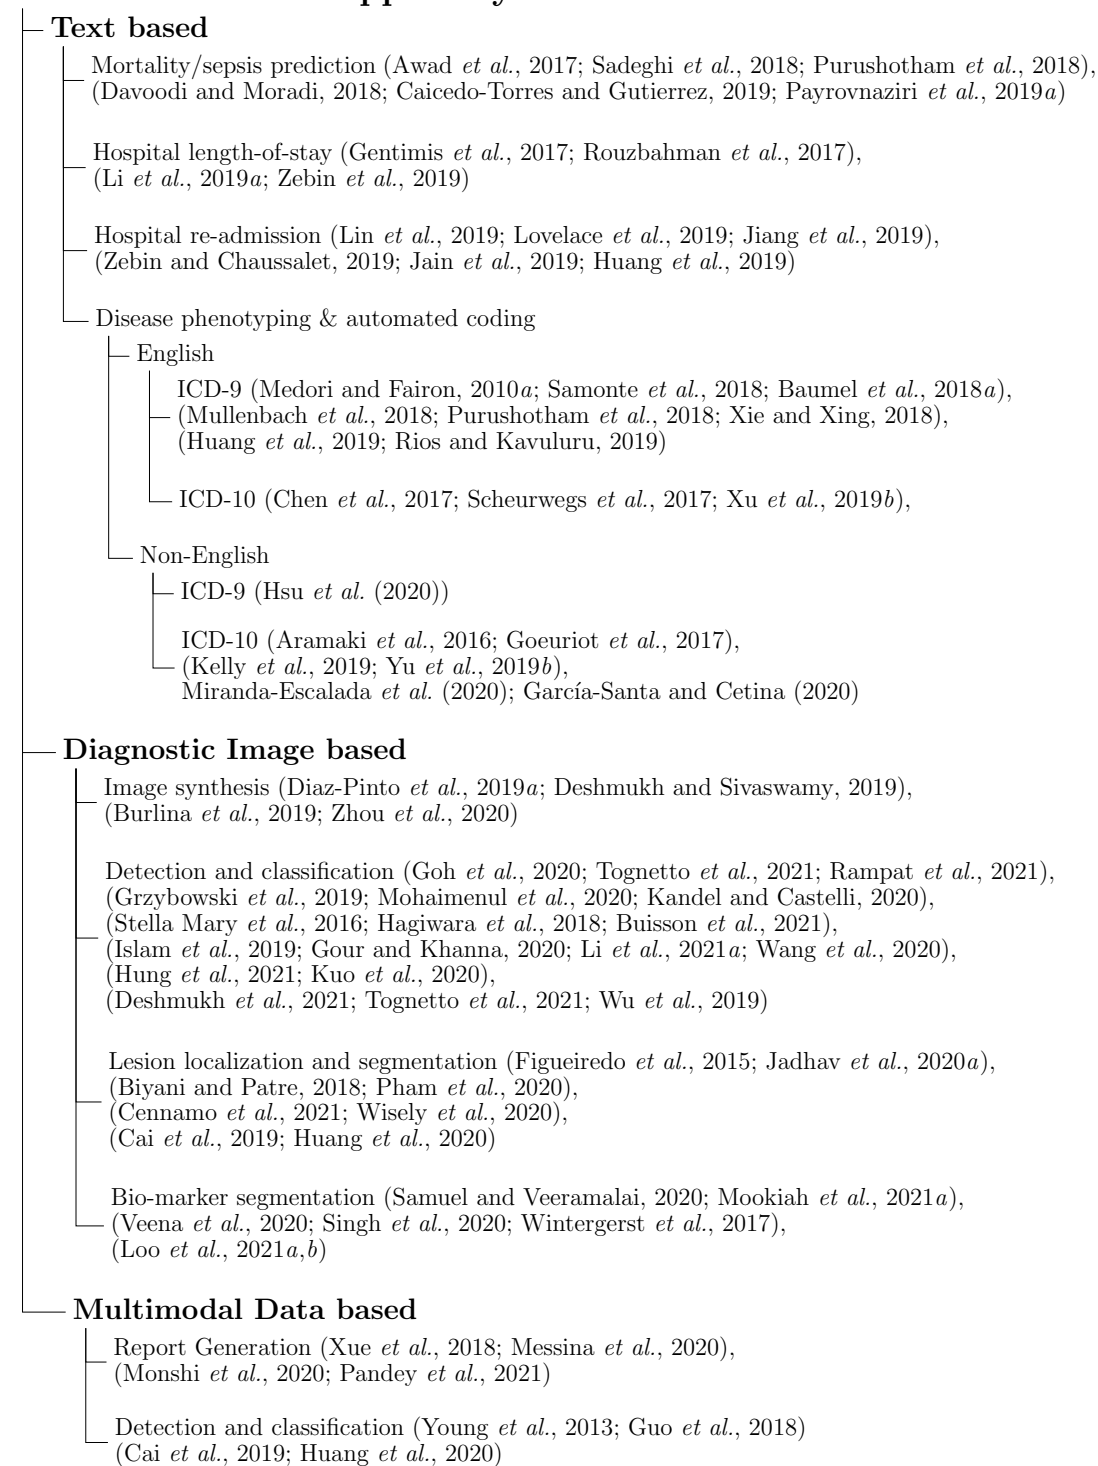 Text based
Mortality/sepsis prediction (Awad et al., 2017; Sadeghi et al., 2018; Purushotham et al., 2018),
(Davoodi and Moradi, 2018; Caicedo-Torres and Gutierrez, 2019; Payrovnaziri et al., 2019a)
Hospital length-of-stay (Gentimis et al., 2017; Rouzbahman et al., 2017),
(Li et al., 2019a; Zebin et al., 2019)
Hospital re-admission (Lin et al., 2019; Lovelace et al., 2019; Jiang et al., 2019),
(Zebin and Chaussalet, 2019; Jain et al., 2019; Huang et al., 2019)
Disease phenotyping & automated coding
English
ICD-9 (Medori and Fairon, 2010a; Samonte et al., 2018; Baumel et al., 2018a),
(Mullenbach et al., 2018; Purushotham et al., 2018; Xie and Xing, 2018),
(Huang et al., 2019; Rios and Kavuluru, 2019)
ICD-10 (Chen et al., 2017; Scheurwegs et al., 2017; Xu et al., 2019b),
Non-English
ICD-9 (Hsu et al. (2020))
ICD-10 (Aramaki et al., 2016; Goeuriot et al., 2017),
(Kelly et al., 2019; Yu et al., 2019b),
Miranda-Escalada et al. (2020); García-Santa and Cetina (2020)
Diagnostic Image based
Image synthesis (Diaz-Pinto et al., 2019a; Deshmukh and Sivaswamy, 2019),
(Burlina et al., 2019; Zhou et al., 2020)
Detection and classification (Goh et al., 2020; Tognetto et al., 2021; Rampat et al., 2021),
(Grzybowski et al., 2019; Mohaimenul et al., 2020; Kandel and Castelli, 2020),
(Stella Mary et al., 2016; Hagiwara et al., 2018; Buisson et al., 2021),
(Islam et al., 2019; Gour and Khanna, 2020; Li et al., 2021a; Wang et al., 2020),
(Hung et al., 2021; Kuo et al., 2020),
(Deshmukh et al., 2021; Tognetto et al., 2021; Wu et al., 2019)
Lesion localization and segmentation (Figueiredo et al., 2015; Jadhav et al., 2020a),
(Biyani and Patre, 2018; Pham et al., 2020),
(Cennamo et al., 2021; Wisely et al., 2020),
(Cai et al., 2019; Huang et al., 2020)
Bio-marker segmentation (Samuel and Veeramalai, 2020; Mookiah et al., 2021a),
(Veena et al., 2020; Singh et al., 2020; Wintergerst et al., 2017),
(Loo et al., 2021a,b)
Multimodal Data based
Report Generation (Xue et al., 2018; Messina et al., 2020),
(Monshi et al., 2020; Pandey et al., 2021)
Detection and classification (Young et al., 2013; Guo et al., 2018)
(Cai et al., 2019; Huang et al., 2020)